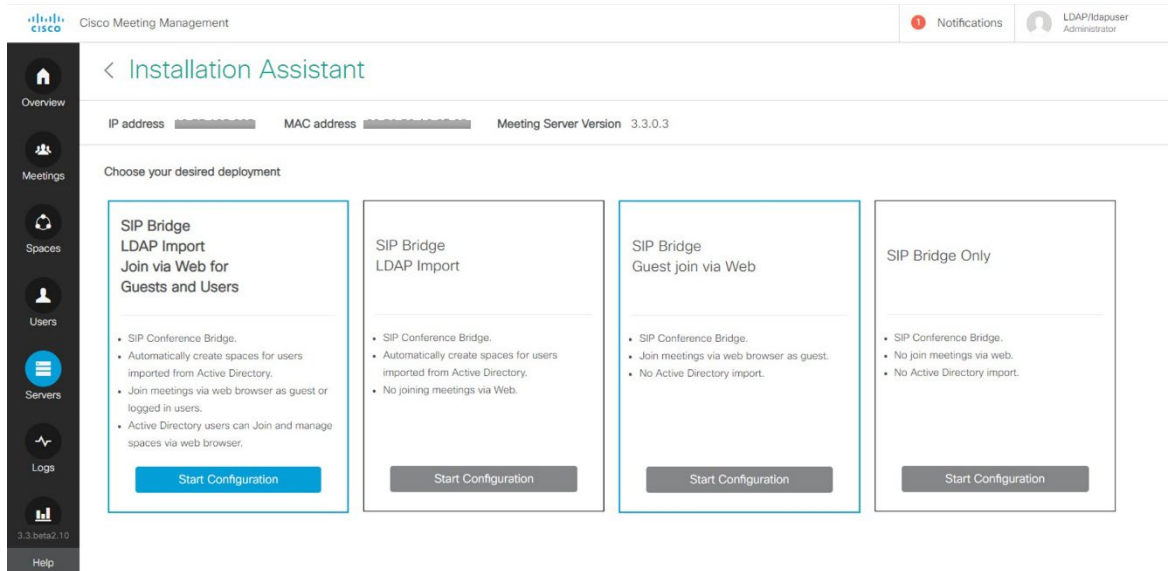 CISCO
Cisco Meeting Management
1 Notifications
LDAP/ldapuser
Administrator
Installation Assistant
IP address
MAC address
Meeting Server Version 3.3.0.3
Overview
Meetings
Spaces
Users
Servers
Logs
3.3.beta2.10
Help
Choose your desired deployment
SIP Bridge
LDAP Import
Join via Web for
Guests and Users
• SIP Conference Bridge.
• Automatically create spaces for users
imported from Active Directory.
• Join meetings via web browser as guest or
logged in users.
• Active Directory users can Join and manage
spaces via web browser.
Start Configuration
SIP Bridge
LDAP Import
• SIP Conference Bridge.
• Automatically create spaces for users
imported from Active Directory.
• No joining meetings via Web.
Start Configuration
SIP Bridge
Guest join via Web
• SIP Conference Bridge.
• Join meetings via web browser as guest.
• No Active Directory import.
Start Configuration
SIP Bridge Only
• SIP Conference Bridge.
• No join meetings via web.
• No Active Directory import.
Start Configuration